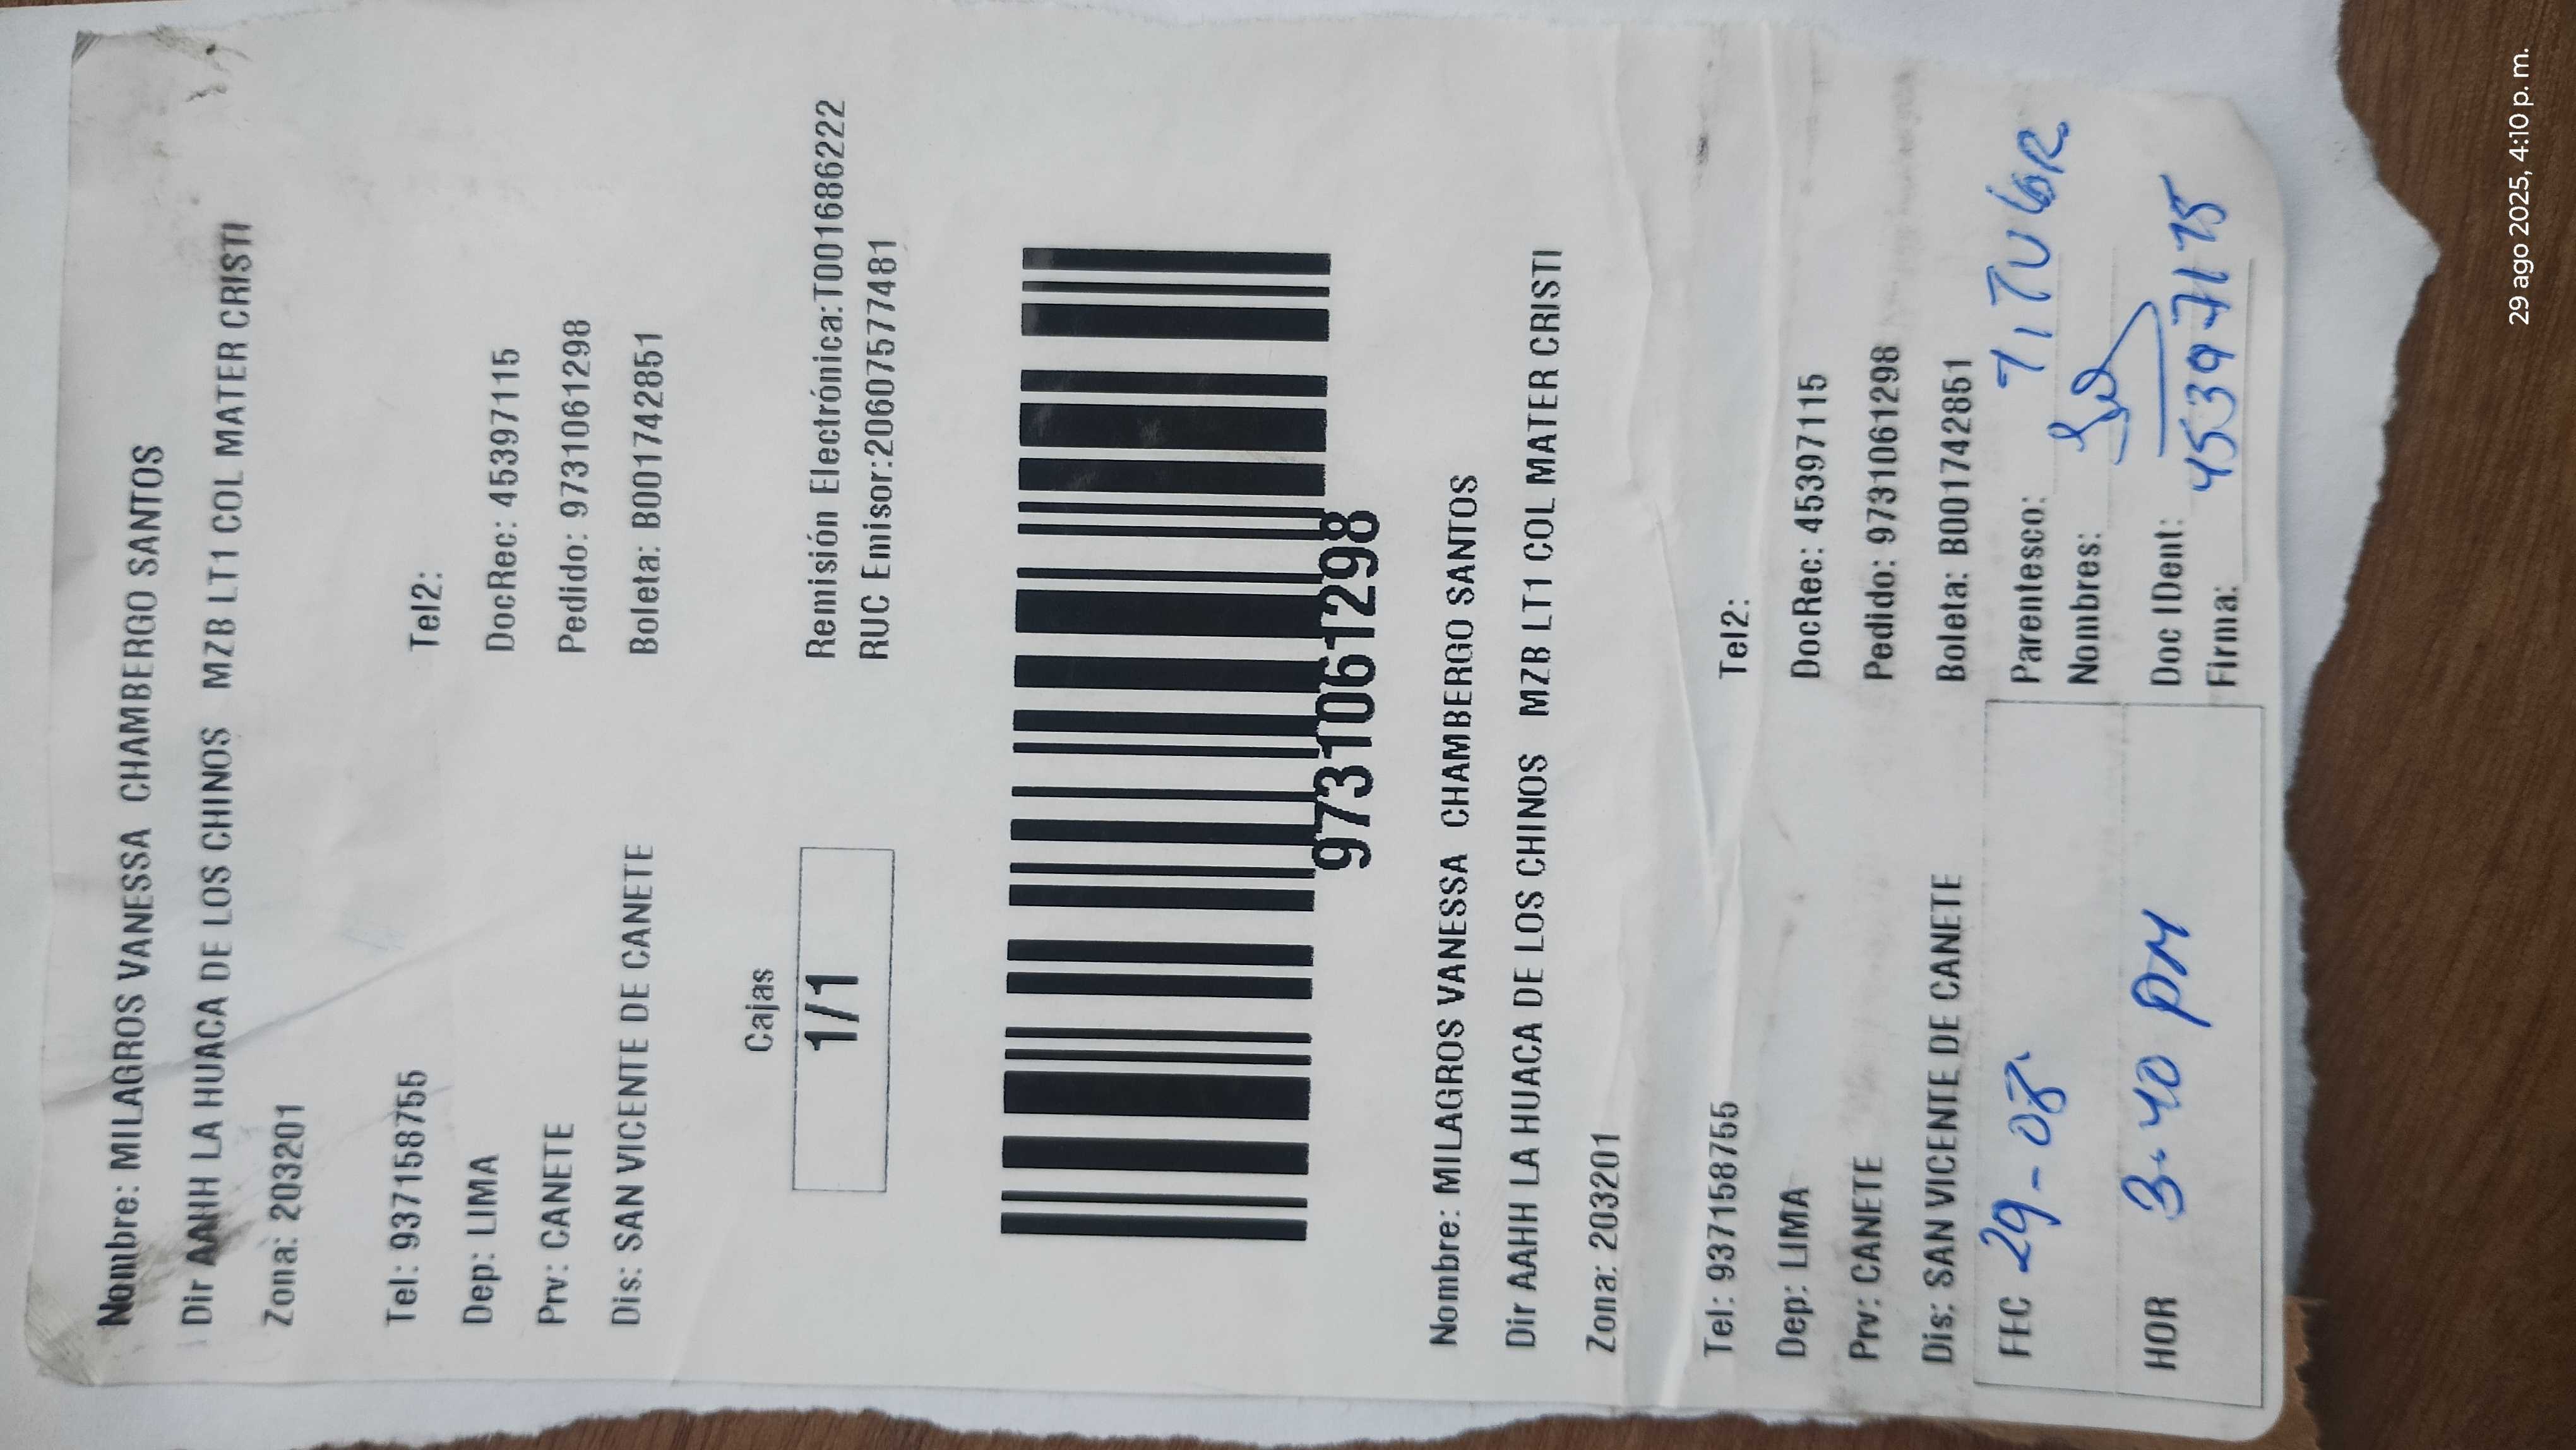 Nombre: MILAGROS VANESSA CHAMBERGO SANTOS
Dir AAHH LA HUACA DE LOS CHINOS MZB LT1 COL MATER CRISTI
Zona: 203201
Tel: 937158755 Tel2:
Dep: LIMA DocRec: 45397115
Prv: CANETE Pedido: 9731061298
Dis: SAN VICENTE DE CANETE Boleta: B001742851
Cajas
1/1
Remisión Electrónica:T001686222
RUC Emisor:20607577481
9731061298
Nombre: MILAGROS VANESSA CHAMBERGO SANTOS
Dir AAHH LA HUACA DE LOS CHINOS MZB LT1 COL MATER CRISTI
Zona: 203201
Tel: 937158755 Tel2:
Dep: LIMA DocRec: 45397115
Prv: CANETE Pedido: 9731061298
Dis: SAN VICENTE DE CANETE Boleta: B001742851
FEC 29-08 Parentesco: TITULAR
Nombres:
HOR 3:40 PM Doc IDent: 45397115
Firma:
29 ago 2025, 4:10 p. m.